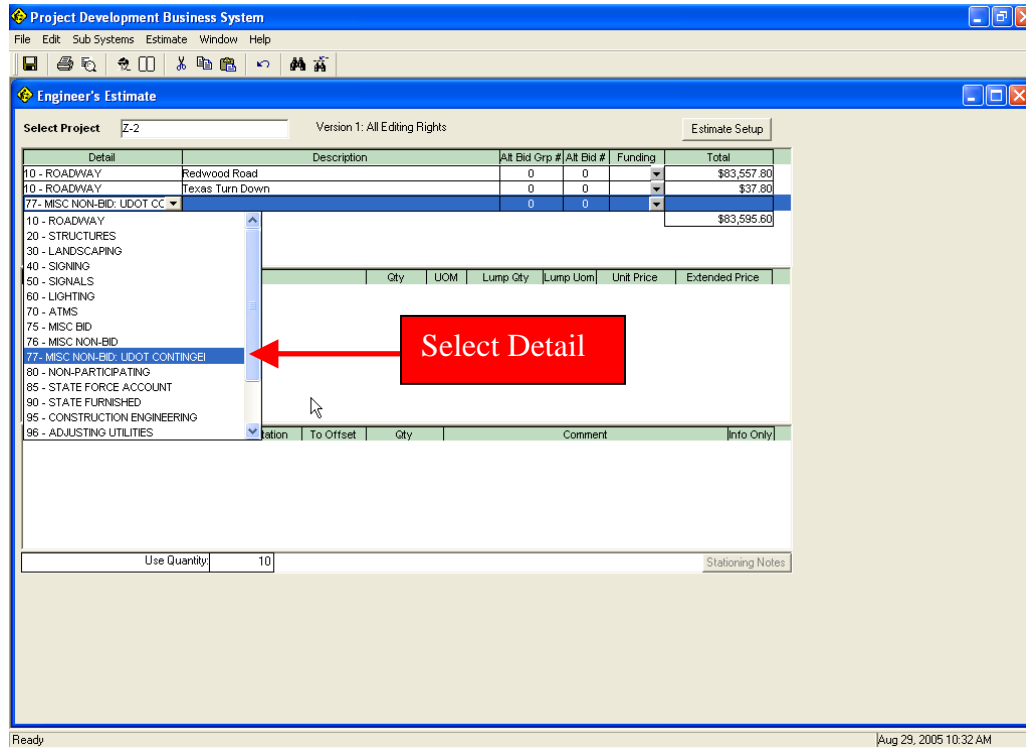 Project Development Business System
File Edit Sub Systems Estimate Window Help
Engineer's Estimate
Select Project Z-2 Version 1: All Editing Rights Estimate Setup
Detail Description Alt Bid Grp # Alt Bid # Funding Total
10 - ROADWAY Redwood Road 0 0 $83,557.80
10 - ROADWAY Texas Turn Down 0 0 $37.80
77- MISC NON-BID: UDOT CC 0 0
$83,595.60
10 - ROADWAY
20 - STRUCTURES
30 - LANDSCAPING
40 - SIGNING
50 - SIGNALS
60 - LIGHTING
70 - ATMS
75 - MISC BID
76 - MISC NON-BID
77- MISC NON-BID: UDOT CONTINGEI
80 - NON-PARTICIPATING
85 - STATE FORCE ACCOUNT
90 - STATE FURNISHED
95 - CONSTRUCTION ENGINEERING
96 - ADJUSTING UTILITIES
Qty UOM Lump Qty Lump Uom Unit Price Extended Price
Select Detail
tation To Offset Qty Comment Info Only
Use Quantity: 10 Stationing Notes
Ready Aug 29, 2005 10:32 AM